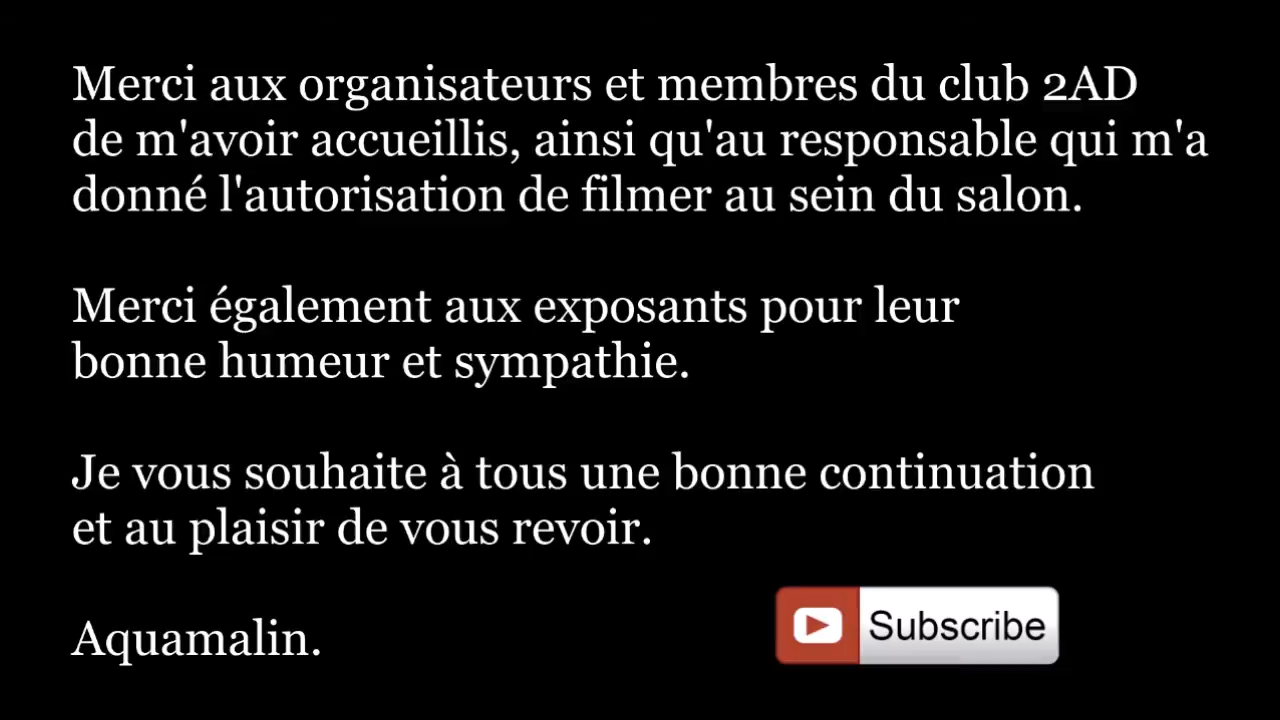 Merci aux organisateurs et membres du club 2AD
de m'avoir accueillis, ainsi qu'au responsable qui m'a
donné l'autorisation de filmer au sein du salon.
Merci également aux exposants pour leur
bonne humeur et sympathie.
Je vous souhaite à tous une bonne continuation
et au plaisir de vous revoir.
Aquamalin.
Subscribe